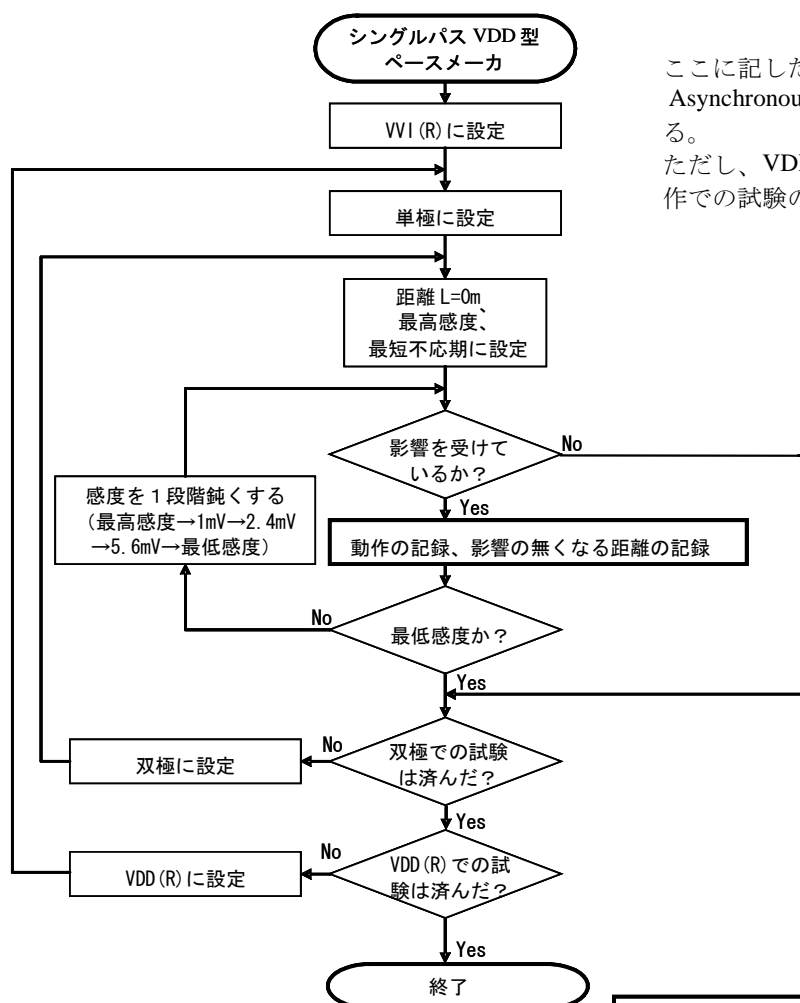 シングルパス VDD 型
ペースメーカ
ここに記した
Asynchronou
る。
ただし、VD
作での試験の
VVI(R)に設定
単極に設定
距離 L=0m、
最高感度、
最短不応期に設定
影響を受けて
いるか？
No
Yes
感度を１段階鈍くする
（最高感度→1mV→2.4mV
→5.6mV→最低感度）
動作の記録、影響の無くなる距離の記録
No
最低感度か？
Yes
双極に設定
No
双極での試験
は済んだ？
Yes
VDD(R)に設定
No
VDD(R)での試
験は済んだ？
Yes
終了